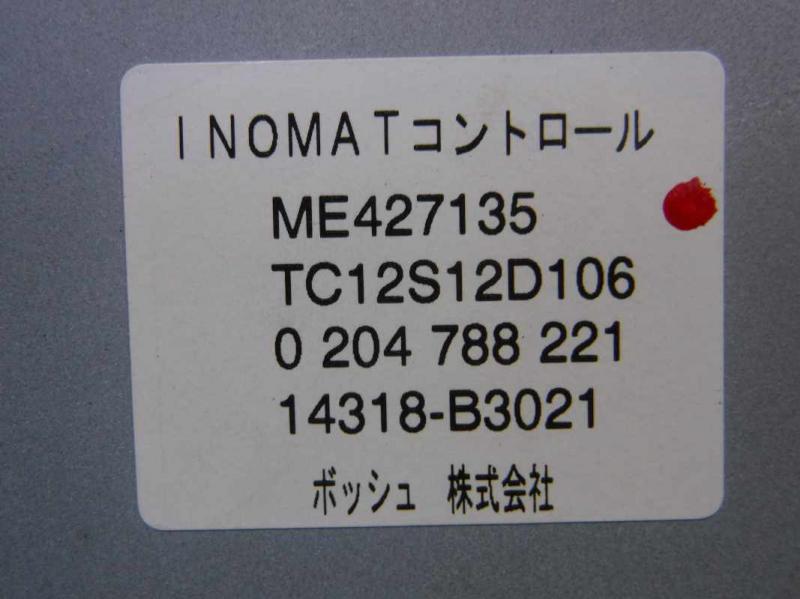 INOMATコントロール
ME427135
TC12S12D106
0 204 788 221
14318-B3021
ボッシュ 株式会社